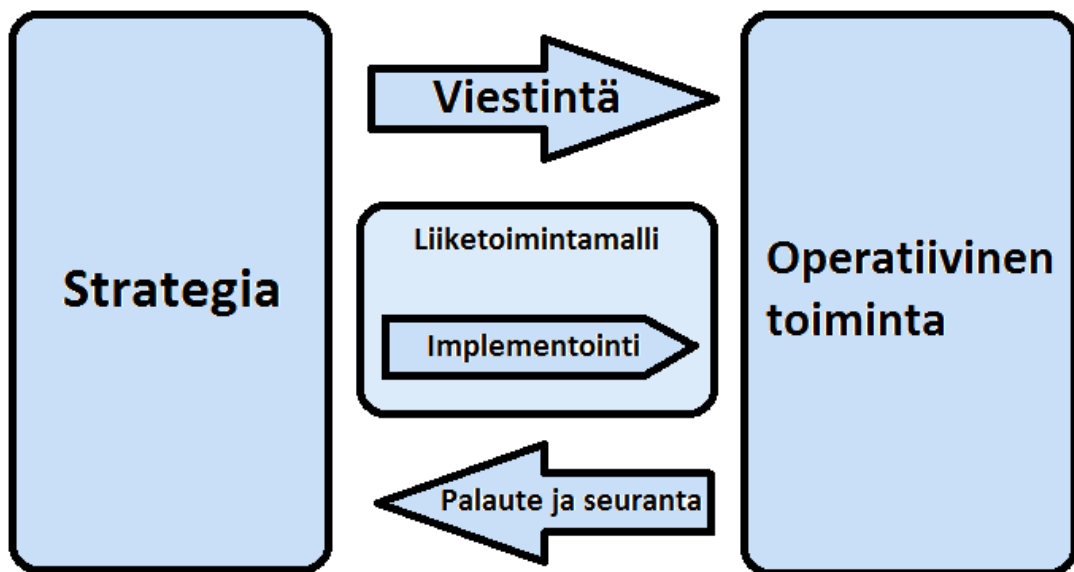 Strategia
Viestintä
Liiketoimintamalli
Implementointi
Palaute ja seuranta
Operatiivinen
toiminta